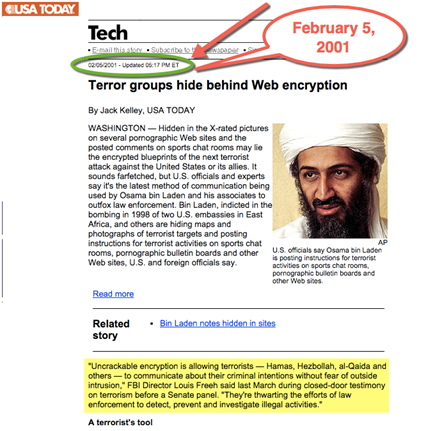 USA TODAY
February 5,
2001
Tech
• E-mail this story • Subscribe to the newspaper •
02/05/2001 - Updated 05:17 PM ET
Terror groups hide behind Web encryption
By Jack Kelley, USA TODAY
WASHINGTON — Hidden in the X-rated pictures
on several pornographic Web sites and the
posted comments on sports chat rooms may lie
the encrypted blueprints of the next terrorist
attack against the United States or its allies. It
sounds farfetched, but U.S. officials and experts
say it's the latest method of communication being
used by Osama bin Laden and his associates to
outfox law enforcement. Bin Laden, indicted in the
bombing in 1998 of two U.S. embassies in East
Africa, and others are hiding maps and
photographs of terrorist targets and posting
instructions for terrorist activities on sports chat
rooms, pornographic bulletin boards and other
Web sites, U.S. and foreign officials say.
AP
U.S. officials say Osama bin Laden
is posting instructions for terrorist
activities on sports chat rooms,
pornographic bulletin boards and
other Web sites.
Read more
Related
story
• Bin Laden notes hidden in sites
"Uncrackable encryption is allowing terrorists — Hamas, Hezbollah, al-Qaida and
others — to communicate about their criminal intentions without fear of outside
intrusion," FBI Director Louis Freeh said last March during closed-door testimony
on terrorism before a Senate panel. "They're thwarting the efforts of law
enforcement to detect, prevent and investigate illegal activities."
A terrorist's tool